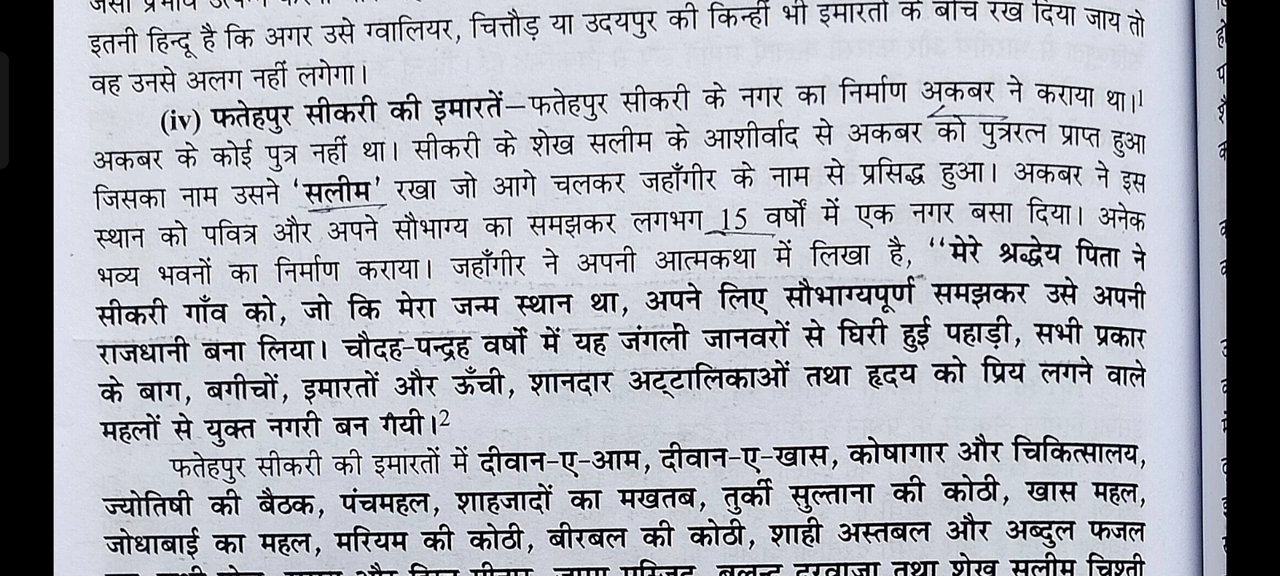 इतनी हिन्दू है कि अगर उसे ग्वालियर, चित्तौड़ या उदयपुर की किन्हीं भी इमारतों के बीच रख दिया जाय तो
वह उनसे अलग नहीं लगेगा।
(iv) फतेहपुर सीकरी की इमारतें–फतेहपुर सीकरी के नगर का निर्माण अकबर ने कराया था।¹
अकबर के कोई पुत्र नहीं था। सीकरी के शेख सलीम के आशीर्वाद से अकबर को पुत्ररत्न प्राप्त हुआ
जिसका नाम उसने ‘सलीम’ रखा जो आगे चलकर जहाँगीर के नाम से प्रसिद्ध हुआ। अकबर ने इस
स्थान को पवित्र और अपने सौभाग्य का समझकर लगभग 15 वर्षों में एक नगर बसा दिया। अनेक
भव्य भवनों का निर्माण कराया। जहाँगीर ने अपनी आत्मकथा में लिखा है, “मेरे श्रद्धेय पिता ने
सीकरी गाँव को, जो कि मेरा जन्म स्थान था, अपने लिए सौभाग्यपूर्ण समझकर उसे अपनी
राजधानी बना लिया। चौदह-पन्द्रह वर्षों में यह जंगली जानवरों से घिरी हुई पहाड़ी, सभी प्रकार
के बाग, बगीचों, इमारतों और ऊँची, शानदार अट्टालिकाओं तथा हृदय को प्रिय लगने वाले
महलों से युक्त नगरी बन गयी।²
फतेहपुर सीकरी की इमारतों में दीवान-ए-आम, दीवान-ए-खास, कोषागार और चिकित्सालय,
ज्योतिषी की बैठक, पंचमहल, शाहजादों का मखतब, तुर्की सुल्ताना की कोठी, खास महल,
जोधाबाई का महल, मरियम की कोठी, बीरबल की कोठी, शाही अस्तबल और अब्दुल फजल
बुलन्द दरवाजा तथा शेख सलीम चिश्ती